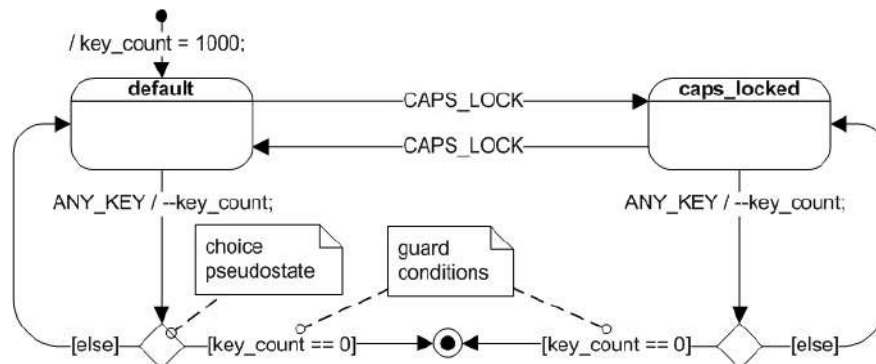 / key_count = 1000;
default
caps_locked
CAPS_LOCK
CAPS_LOCK
ANY_KEY / --key_count;
ANY_KEY / --key_count;
choice
pseudostate
guard
conditions
[else]
[key_count == 0]
[key_count == 0]
[else]